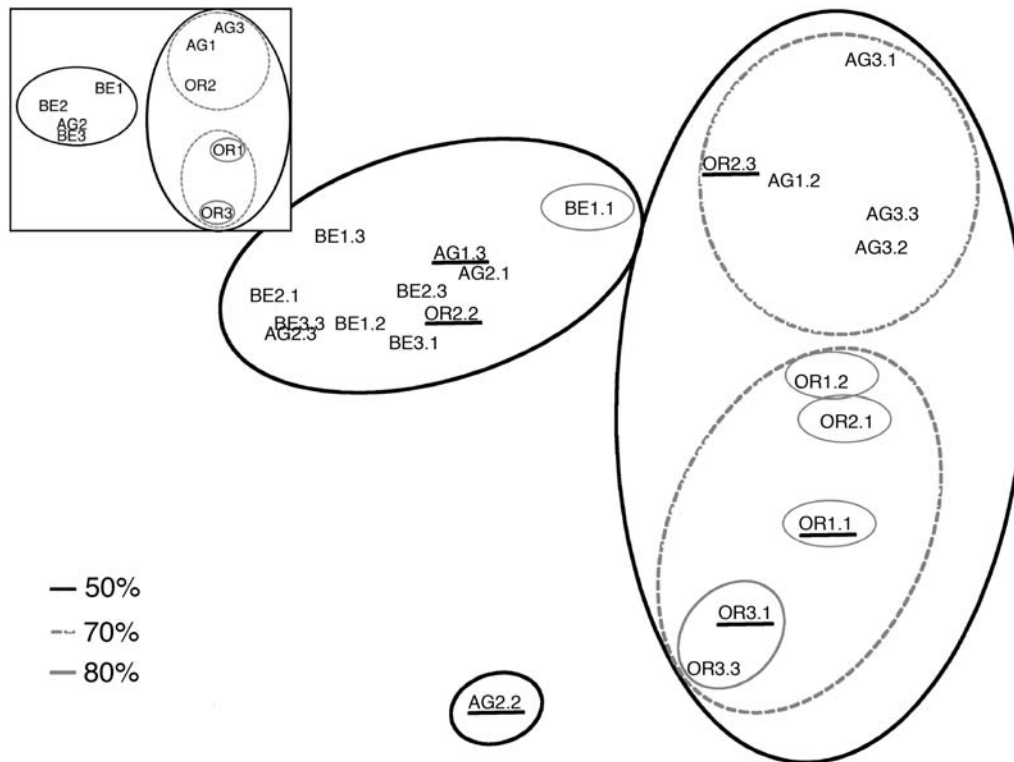 AG3
AG1
OR2
BE1
BE2
AG2
BE3
OR1
OR3
AG3.1
OR2.3
AG1.2
AG3.3
AG3.2
BE1.1
BE1.3
AG1.3
AG2.1
BE2.3
BE2.1
OR2.2
BE3.3
BE1.2
AG2.3
BE3.1
OR1.2
OR2.1
OR1.1
OR3.1
OR3.3
AG2.2
50%
70%
80%